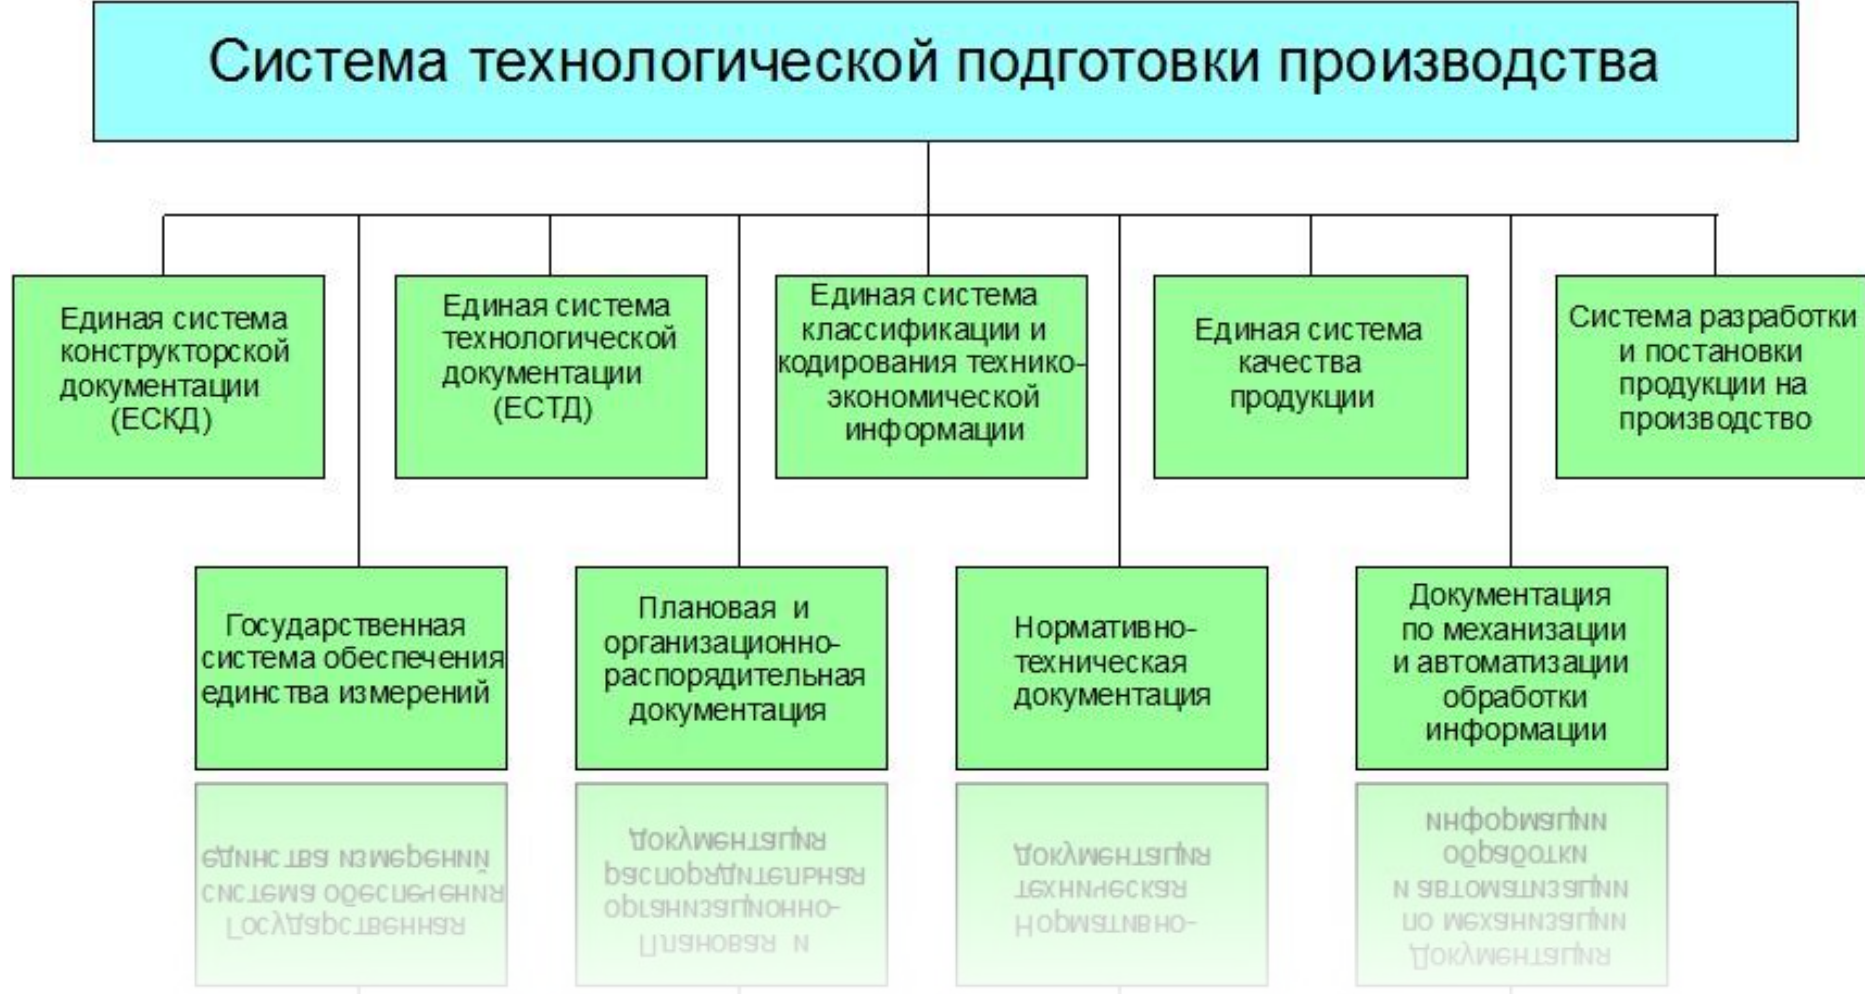 Система технологической подготовки производства
Единая система
конструкторской
документации
(ЕСКД)
Единая система
технологической
документации
(ЕСТД)
Единая система
классификации и
кодирования технико-
экономической
информации
Единая система
качества
продукции
Система разработки
и постановки
продукции на
производство
Государственная
система обеспечения
единства измерений
Плановая и
организационно-
распорядительная
документация
Нормативно-
техническая
документация
Документация
по механизации
и автоматизации
обработки
информации